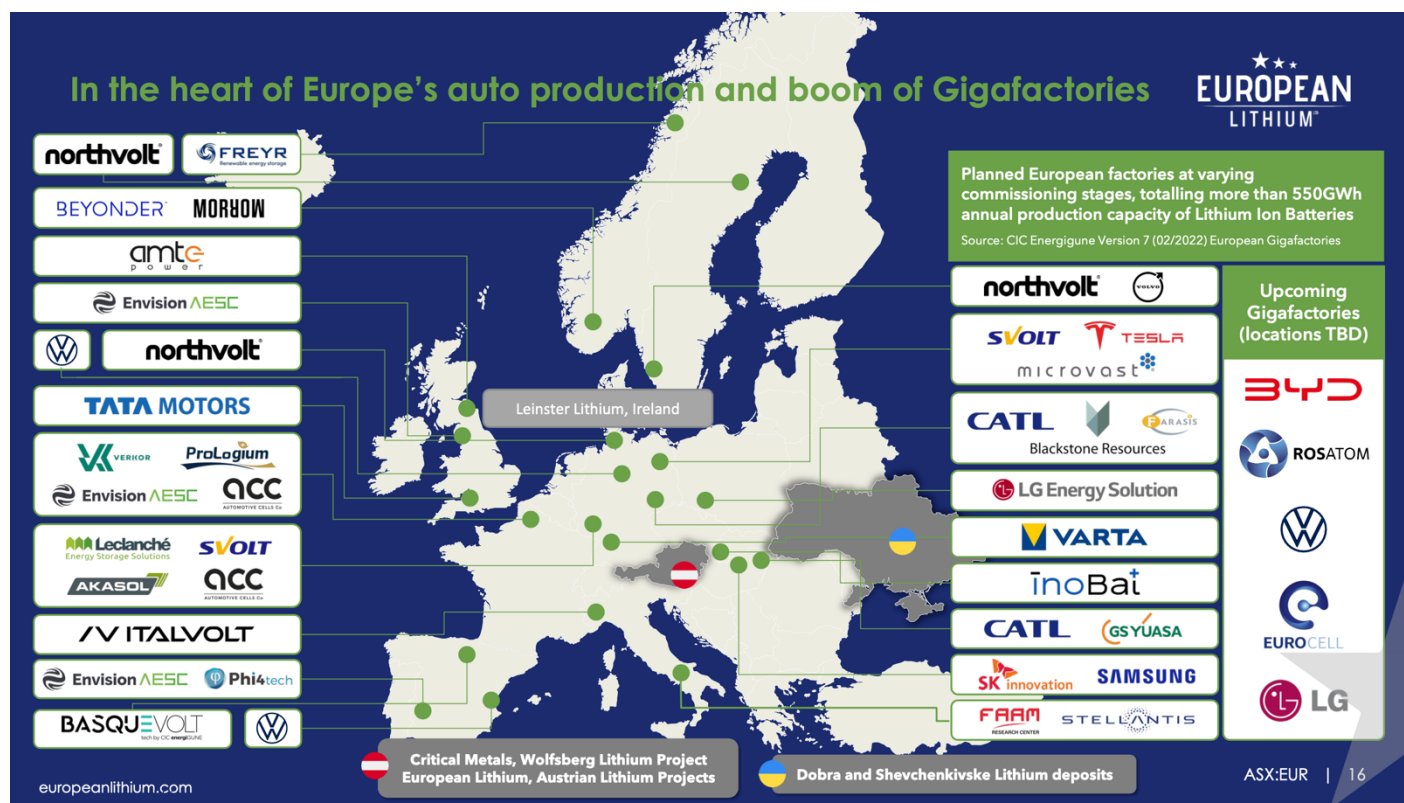 In the heart of Europe's auto production and boom of Gigafactories
EUROPEAN
LITHIUM
northvolt
FREYR
Renewable energy storage
BEYONDER
MORROW
amte
power
Envision AESC
northvolt
TATA MOTORS
VERKOR
ProLogium
Envision AESC
acc
AUTOMOTIVE CELLS Co
Leclanché
Energy Storage Solutions
SVOLT
AKASOL
acc
AUTOMOTIVE CELLS Co
ITALVOLT
Envision AESC
Phi4tech
BASQUEVOLT
tech by CIC energiGUNE
Leinster Lithium, Ireland
Planned European factories at varying
commissioning stages, totalling more than 550GWh
annual production capacity of Lithium Ion Batteries
Source: CIC Energigune Version 7 (02/2022) European Gigafactories
northvolt
VOLVO
SVOLT
TESLA
microvast
CATL
FARASIS
Blackstone Resources
LG Energy Solution
VARTA
inoBat
CATL
GS YUASA
SK innovation
SAMSUNG
FAAM
RESEARCH CENTER
STELLANTIS
Upcoming
Gigafactories
(locations TBD)
BYD
ROSATOM
EUROCELL
LG
Critical Metals, Wolfsberg Lithium Project
European Lithium, Austrian Lithium Projects
Dobra and Shevchenkivske Lithium deposits
europeanlithium.com
ASX:EUR | 16